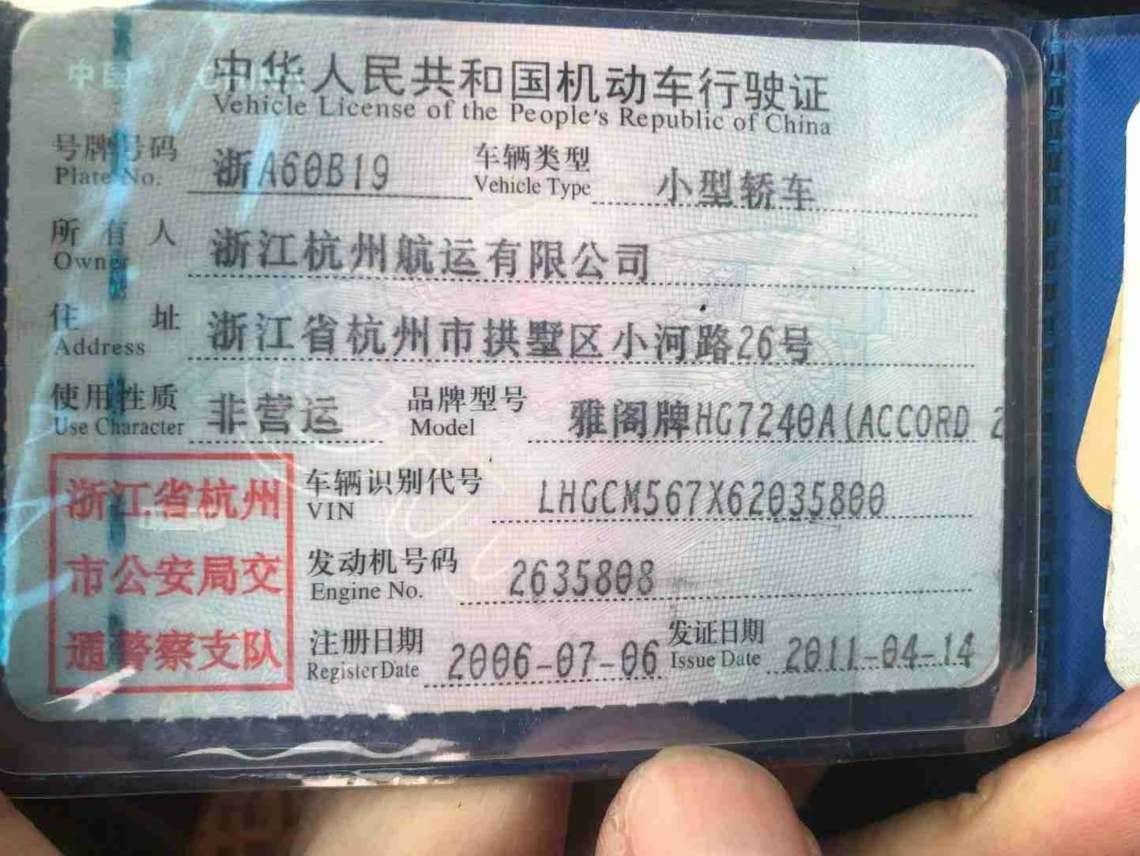 中华人民共和国机动车行驶证
Vehicle License of the People's Republic of China
号牌号码 浙A60B19 车辆类型 小型轿车
Plate No. Vehicle Type
所有人 浙江杭州航运有限公司
Owner
住址 浙江省杭州市拱墅区小河路26号
Address
使用性质 非营运 品牌型号 雅阁牌HG7240A(ACCORD 2
Use Character Model
浙江省杭州
市公安局交
通警察支队
车辆识别代号 LHGCM567X62035800
VIN
发动机号码 2635808
Engine No.
注册日期 2006-07-06 发证日期 2011-04-14
Register Date Issue Date